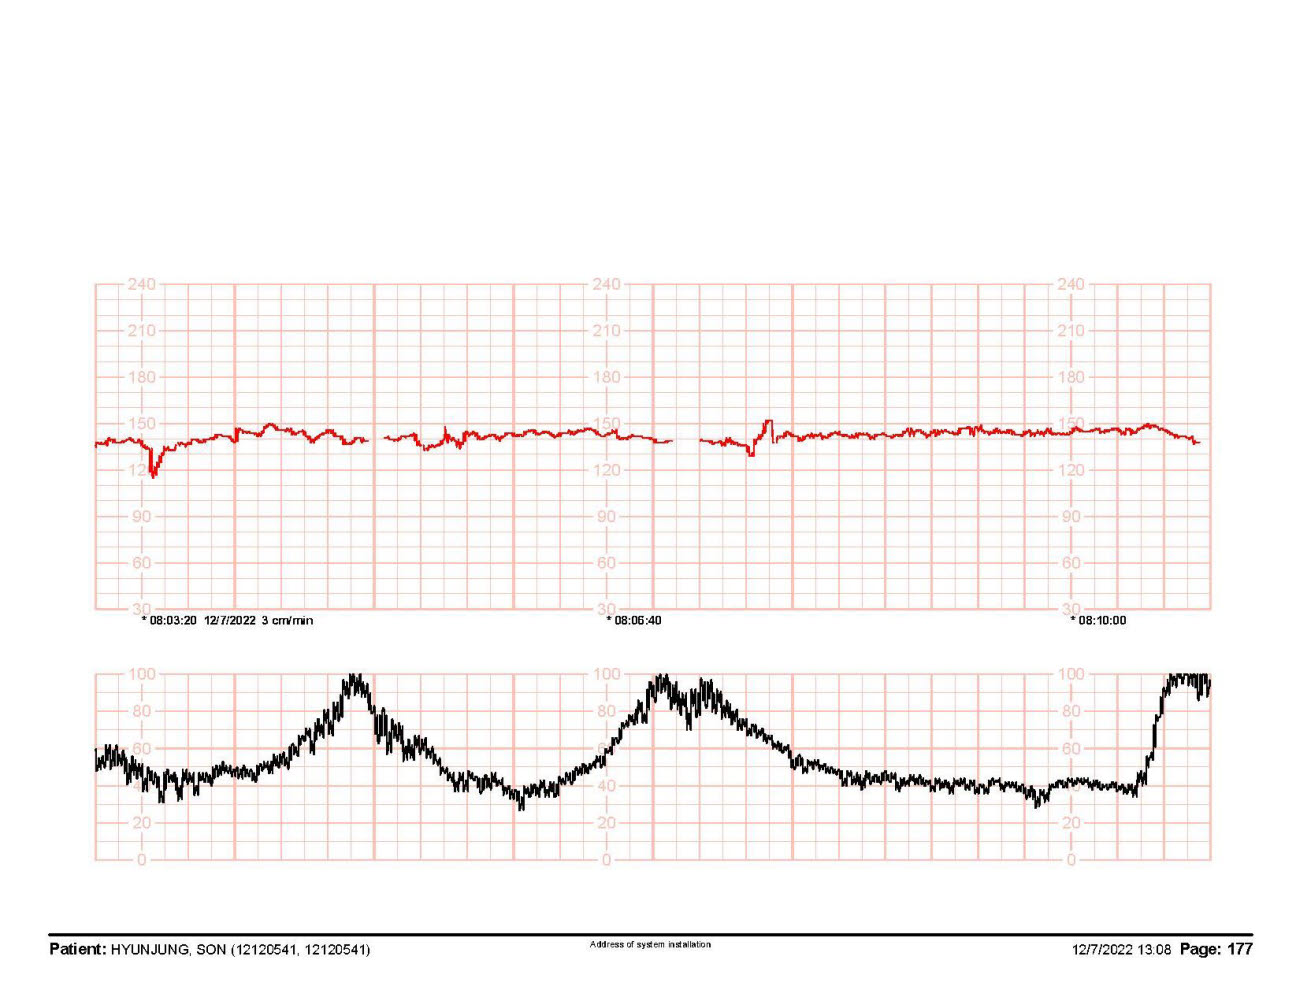 240 240 240
210 210 210
180 180 180
150 150 150
120 120 120
90 90 90
60 60 60
30 30 30
* 08:03:20 12/7/2022 3 cm/min * 08:06:40 * 08:10:00
100 100 100
80 80 80
60 60 60
40 40 40
20 20 20
0 0 0
Patient: HYUNJUNG, SON (12120541, 12120541) Address of system installation 12/7/2022 13:08 Page: 177